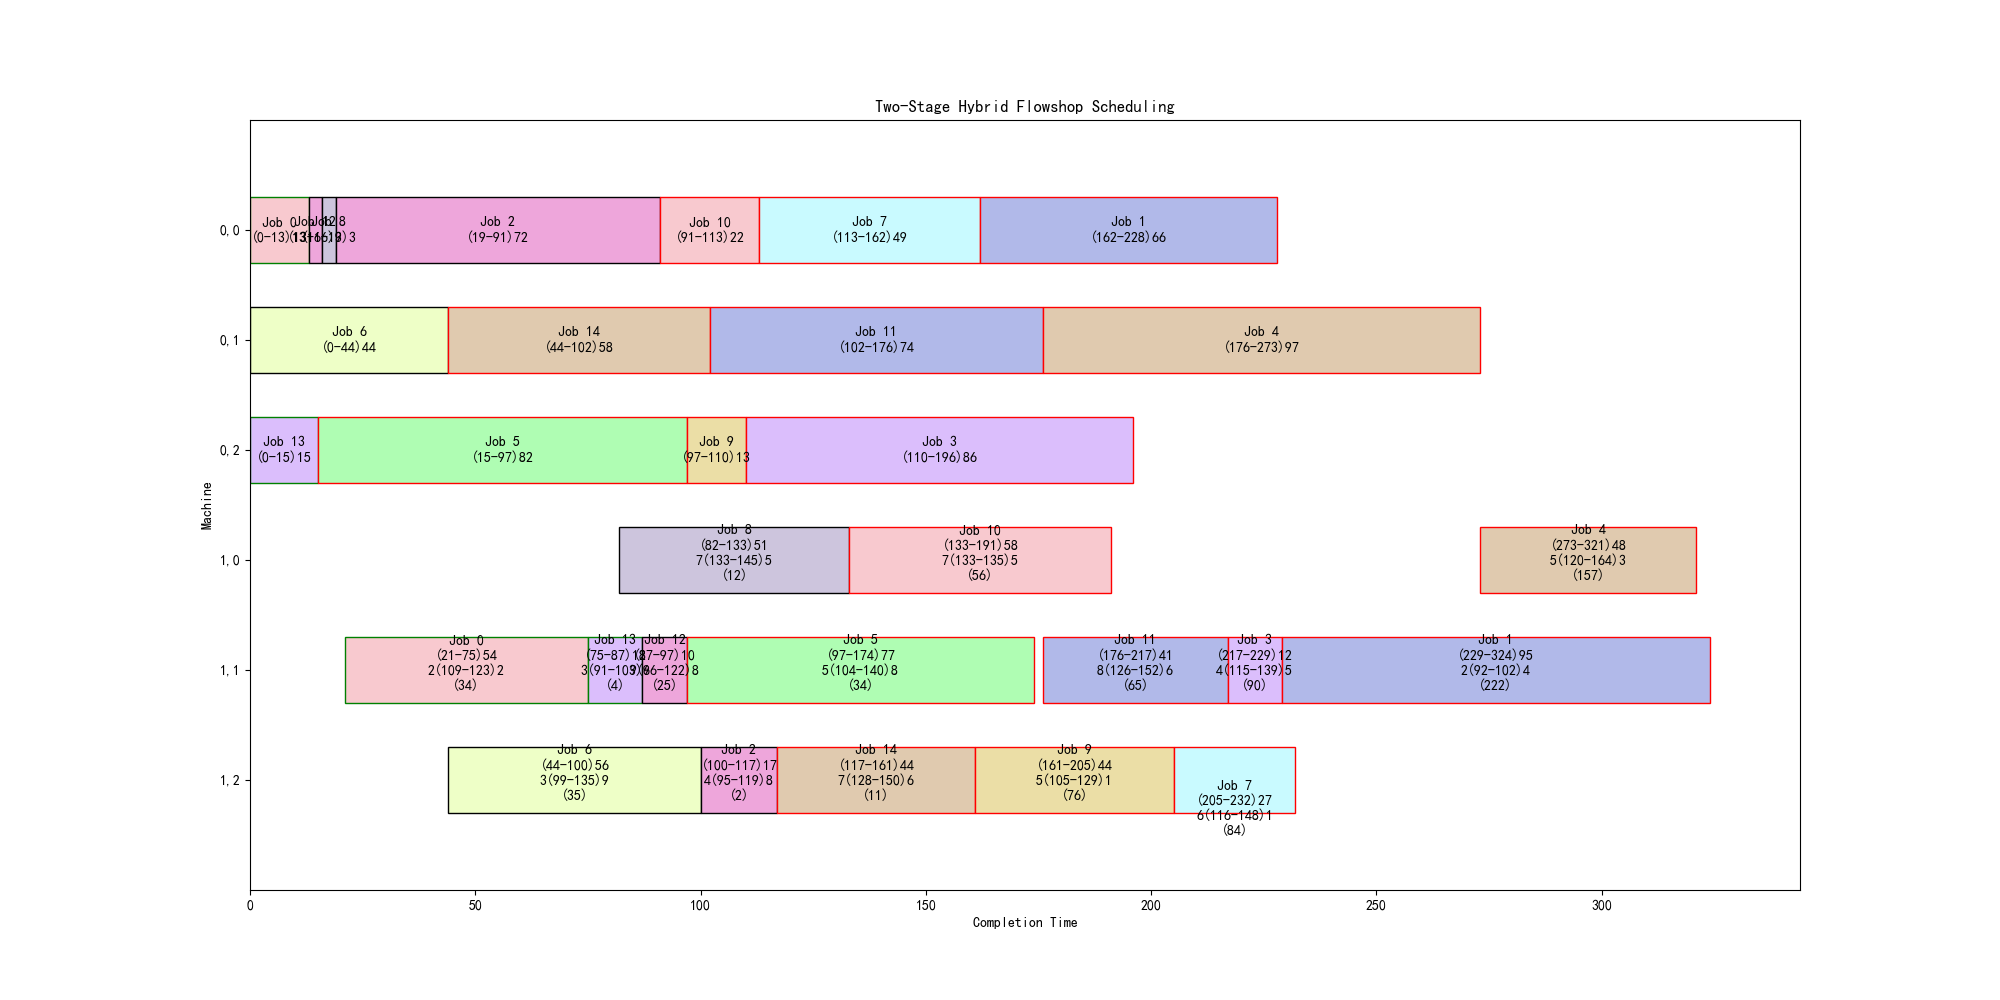 Two-Stage Hybrid Flowshop Scheduling
0,0
Job 0
(0-13)13
Job 12
(13-16)3
Job 8
(16-19)3
Job 2
(19-91)72
Job 10
(91-113)22
Job 7
(113-162)49
Job 1
(162-228)66
0,1
Job 6
(0-44)44
Job 14
(44-102)58
Job 11
(102-176)74
Job 4
(176-273)97
0,2
Job 13
(0-15)15
Job 5
(15-97)82
Job 9
(97-110)13
Job 3
(110-196)86
Machine
1,0
Job 8
(82-133)51
7(133-145)5
(12)
Job 10
(133-191)58
7(133-135)5
(56)
Job 4
(273-321)48
5(120-164)3
(157)
1,1
Job 0
(21-75)54
2(109-123)2
(34)
Job 13
(75-87)12
(4)
Job 12
(87-97)10
(25)
Job 5
(97-174)77
5(104-140)8
(34)
Job 11
(176-217)41
8(126-152)6
(65)
Job 3
(217-229)12
4(115-139)5
(90)
Job 1
(229-324)95
2(92-102)4
(222)
1,2
Job 6
(44-100)56
3(99-135)9
(35)
Job 2
(100-117)17
4(95-119)8
(2)
Job 14
(117-161)44
7(128-150)6
(11)
Job 9
(161-205)44
5(105-129)1
(76)
Job 7
(205-232)27
6(116-148)1
(84)
0
50
100
150
200
250
300
Completion Time